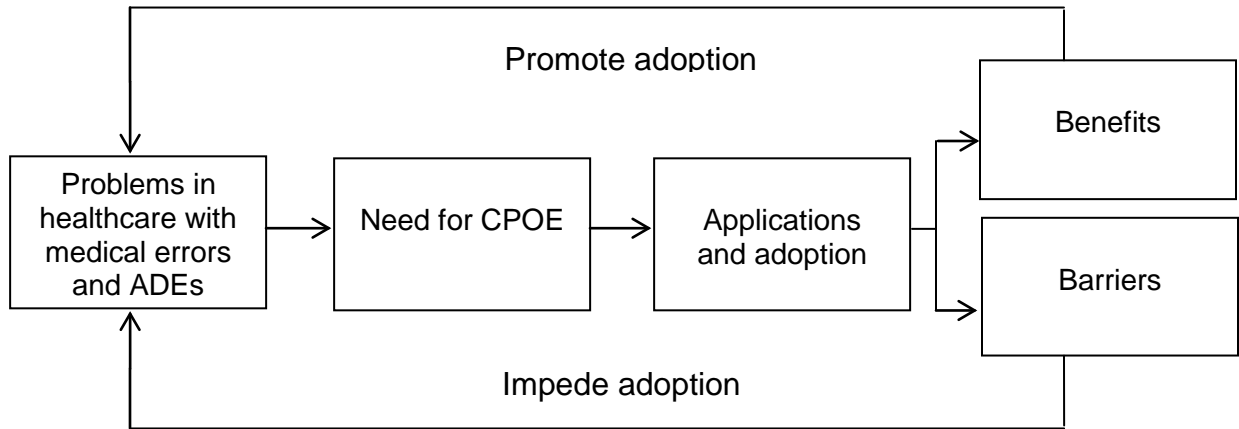 Promote adoption
Benefits
Problems in
healthcare with
medical errors
and ADEs
Need for CPOE
Applications
and adoption
Barriers
Impede adoption